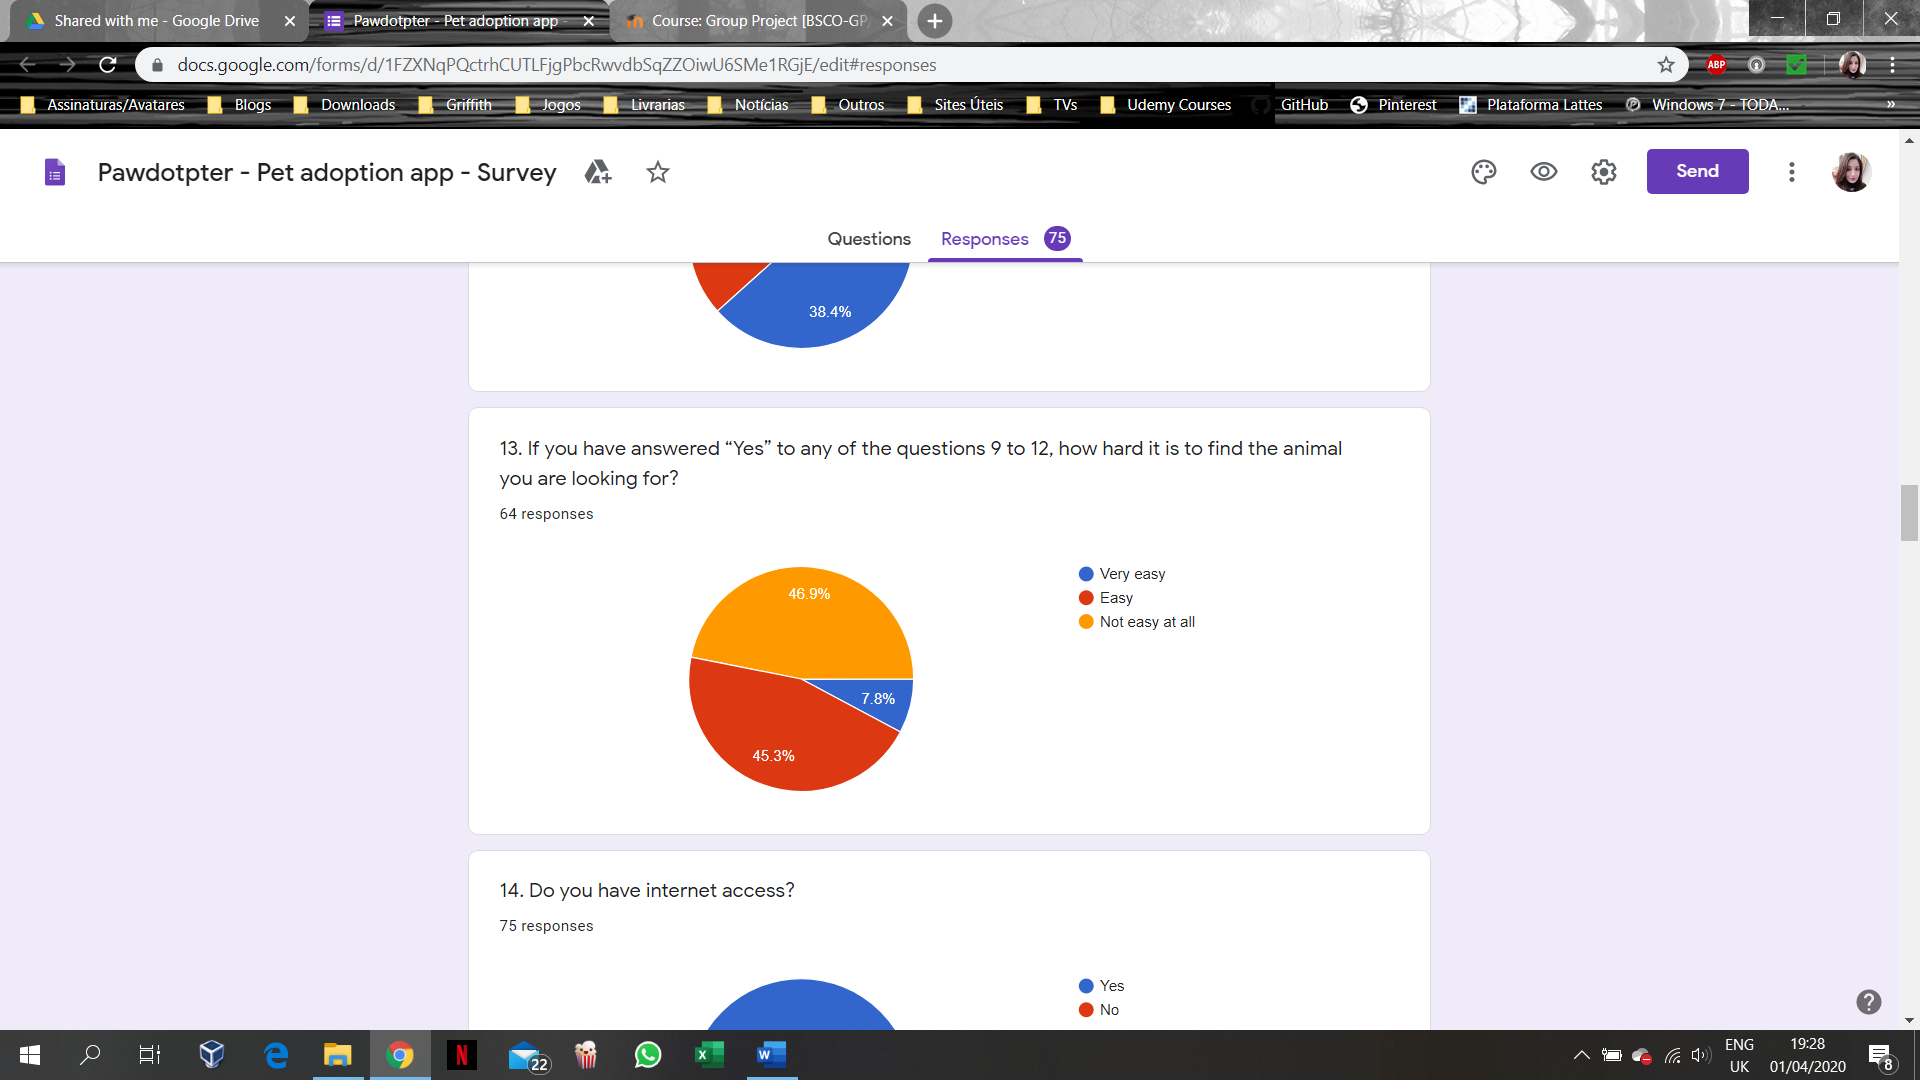 Shared with me - Google Drive
Pawdotpter - Pet adoption app -
Course: Group Project [BSCO-GP
docs.google.com/forms/d/1FZXNqPQctrhCUTLFjgPbcRwvdbSqZZOiwU6SMe1RGjE/edit#responses
ABP
Assinaturas/Avatares Blogs Downloads Griffith Jogos Livrarias Notícias Outros Sites Úteis TVs Udemy Courses GitHub Pinterest Plataforma Lattes Windows 7 - TODA... »
Pawdotpter - Pet adoption app - Survey
Send
Questions Responses 75
38.4%
13. If you have answered “Yes” to any of the questions 9 to 12, how hard it is to find the animal
you are looking for?
64 responses
46.9%
7.8%
45.3%
Very easy
Easy
Not easy at all
14. Do you have internet access?
75 responses
Yes
No
22
ENG
UK
19:28
01/04/2020
8